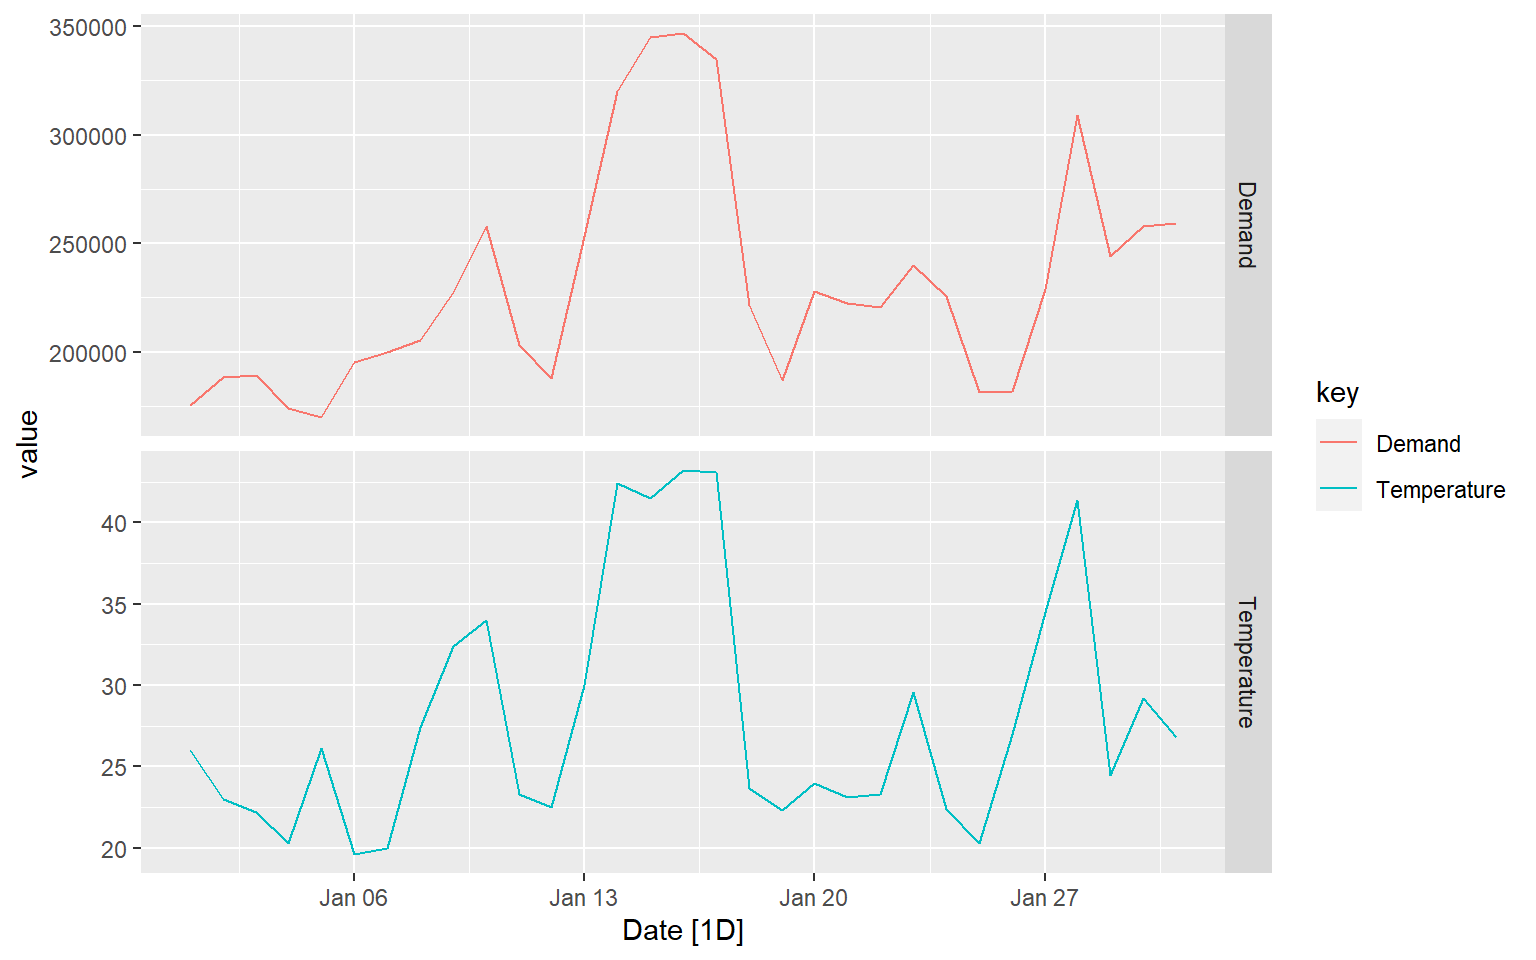 350000
300000
250000
200000
Demand
value
40
35
30
25
20
Temperature
Jan 06
Jan 13
Jan 20
Jan 27
Date [1D]
key
Demand
Temperature